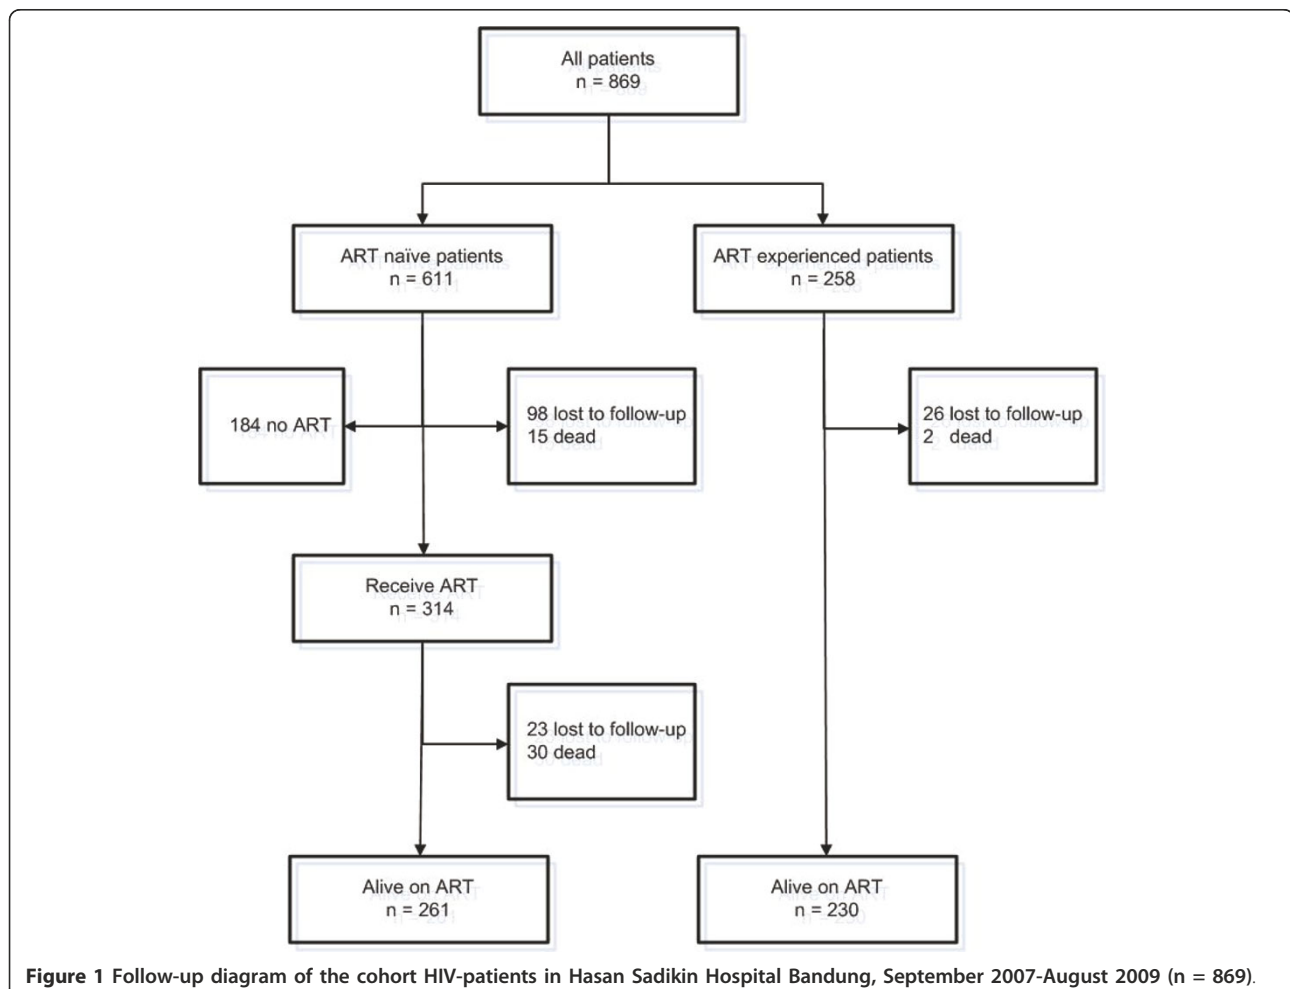 All patients
n = 869
ART naïve patients
n = 611
ART experienced patients
n = 258
184 no ART
98 lost to follow-up
15 dead
26 lost to follow-up
2 dead
Receive ART
n = 314
23 lost to follow-up
30 dead
Alive on ART
n = 261
Alive on ART
n = 230
Figure 1 Follow-up diagram of the cohort HIV-patients in Hasan Sadikin Hospital Bandung, September 2007-August 2009 (n = 869).